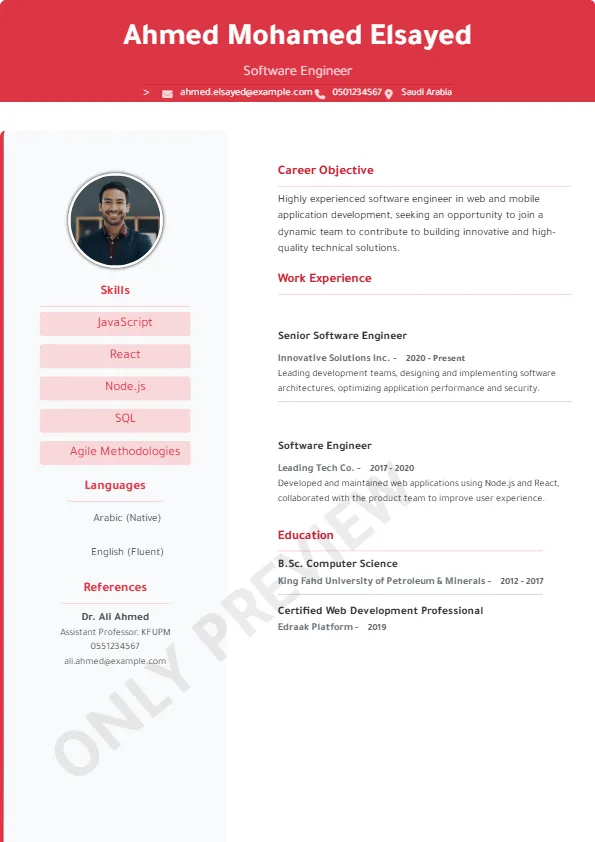 Ahmed Mohamed Elsayed
Software Engineer
> ahmed.elsayed@example.com 0501234567 Saudi Arabia
Skills
JavaScript
React
Node.js
SQL
Agile Methodologies
Languages
Arabic (Native)
English (Fluent)
References
Dr. Ali Ahmed
Assistant Professor, KFUPM
0551234567
ali.ahmed@example.com
Career Objective
Highly experienced software engineer in web and mobile
application development, seeking an opportunity to join a
dynamic team to contribute to building innovative and high-
quality technical solutions.
Work Experience
Senior Software Engineer
Innovative Solutions Inc. - 2020 - Present
Leading development teams, designing and implementing software
architectures, optimizing application performance and security.
Software Engineer
Leading Tech Co. - 2017 - 2020
Developed and maintained web applications using Node.js and React,
collaborated with the product team to improve user experience.
Education
B.Sc. Computer Science
King Fahd University of Petroleum & Minerals - 2012 - 2017
Certified Web Development Professional
Edraak Platform - 2019
ONLY PREVIEW